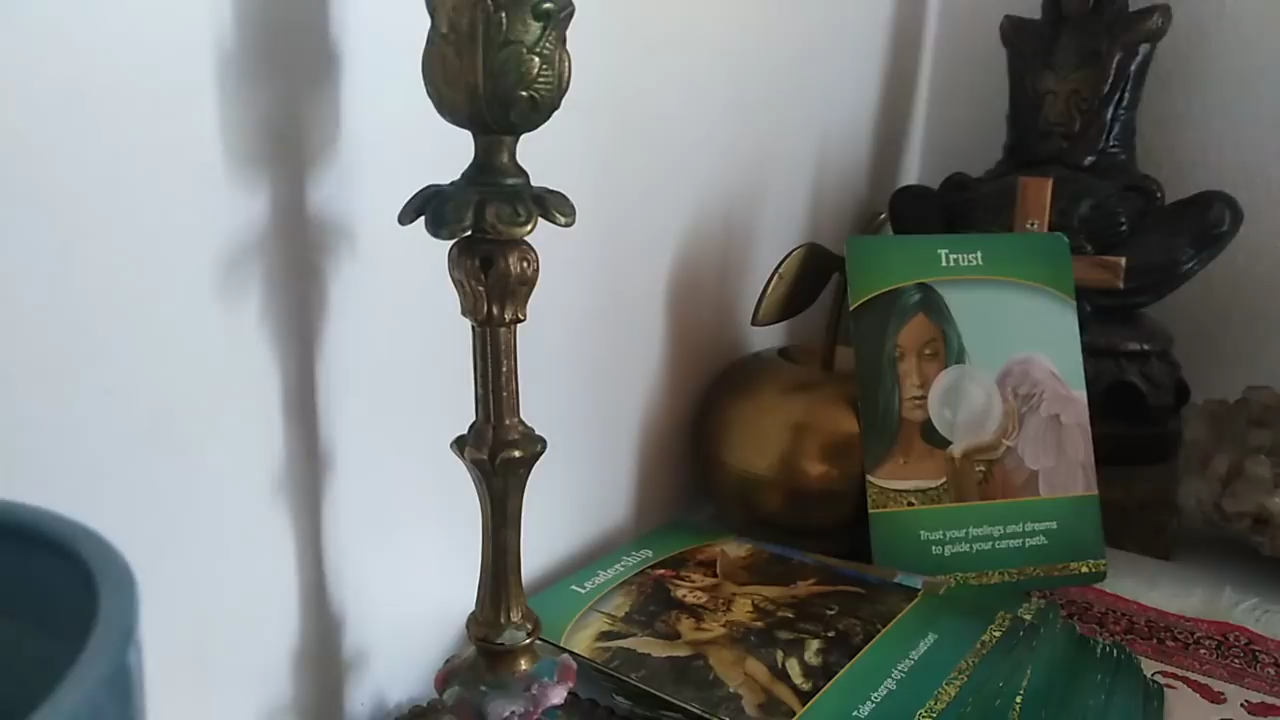 Trust
Trust your feelings and dreams
to guide your career path.
Leadership
Take charge of this situation!